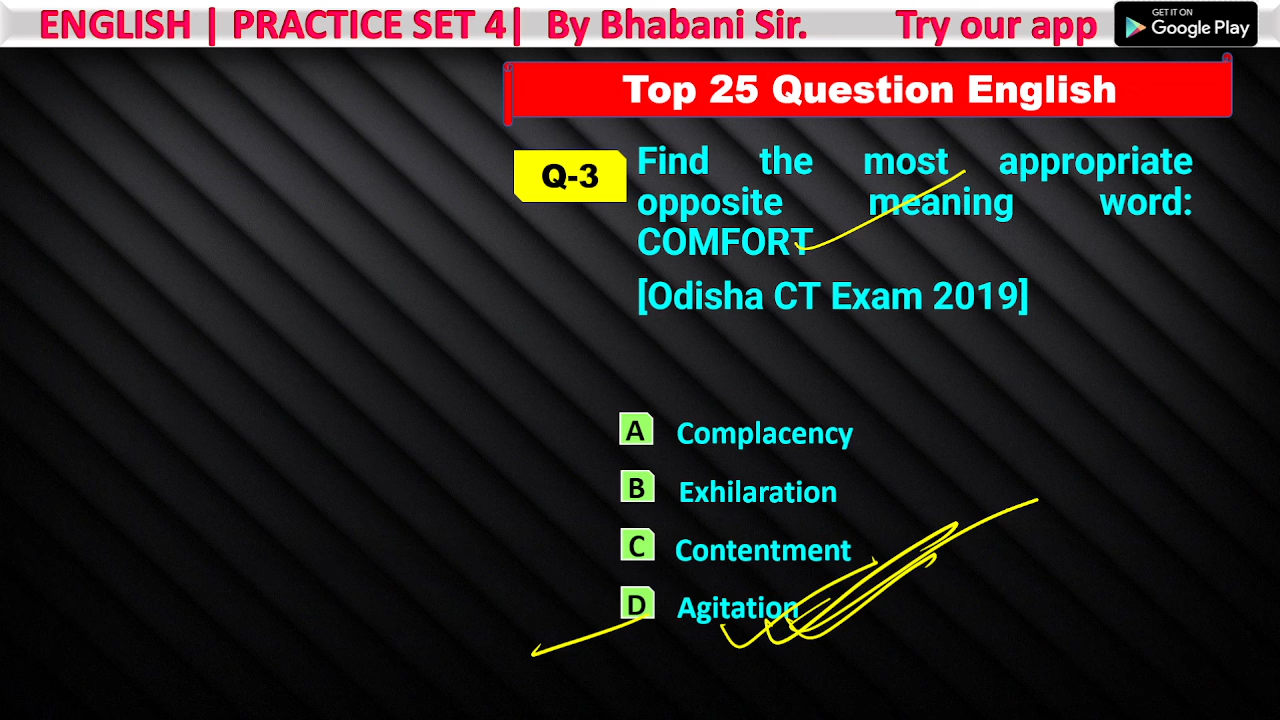 ENGLISH | PRACTICE SET 4| By Bhabani Sir. Try our app GET IT ON Google Play
Top 25 Question English
Q-3 Find the most appropriate
opposite meaning word:
COMFORT
[Odisha CT Exam 2019]
A Complacency
B Exhilaration
C Contentment
D Agitation